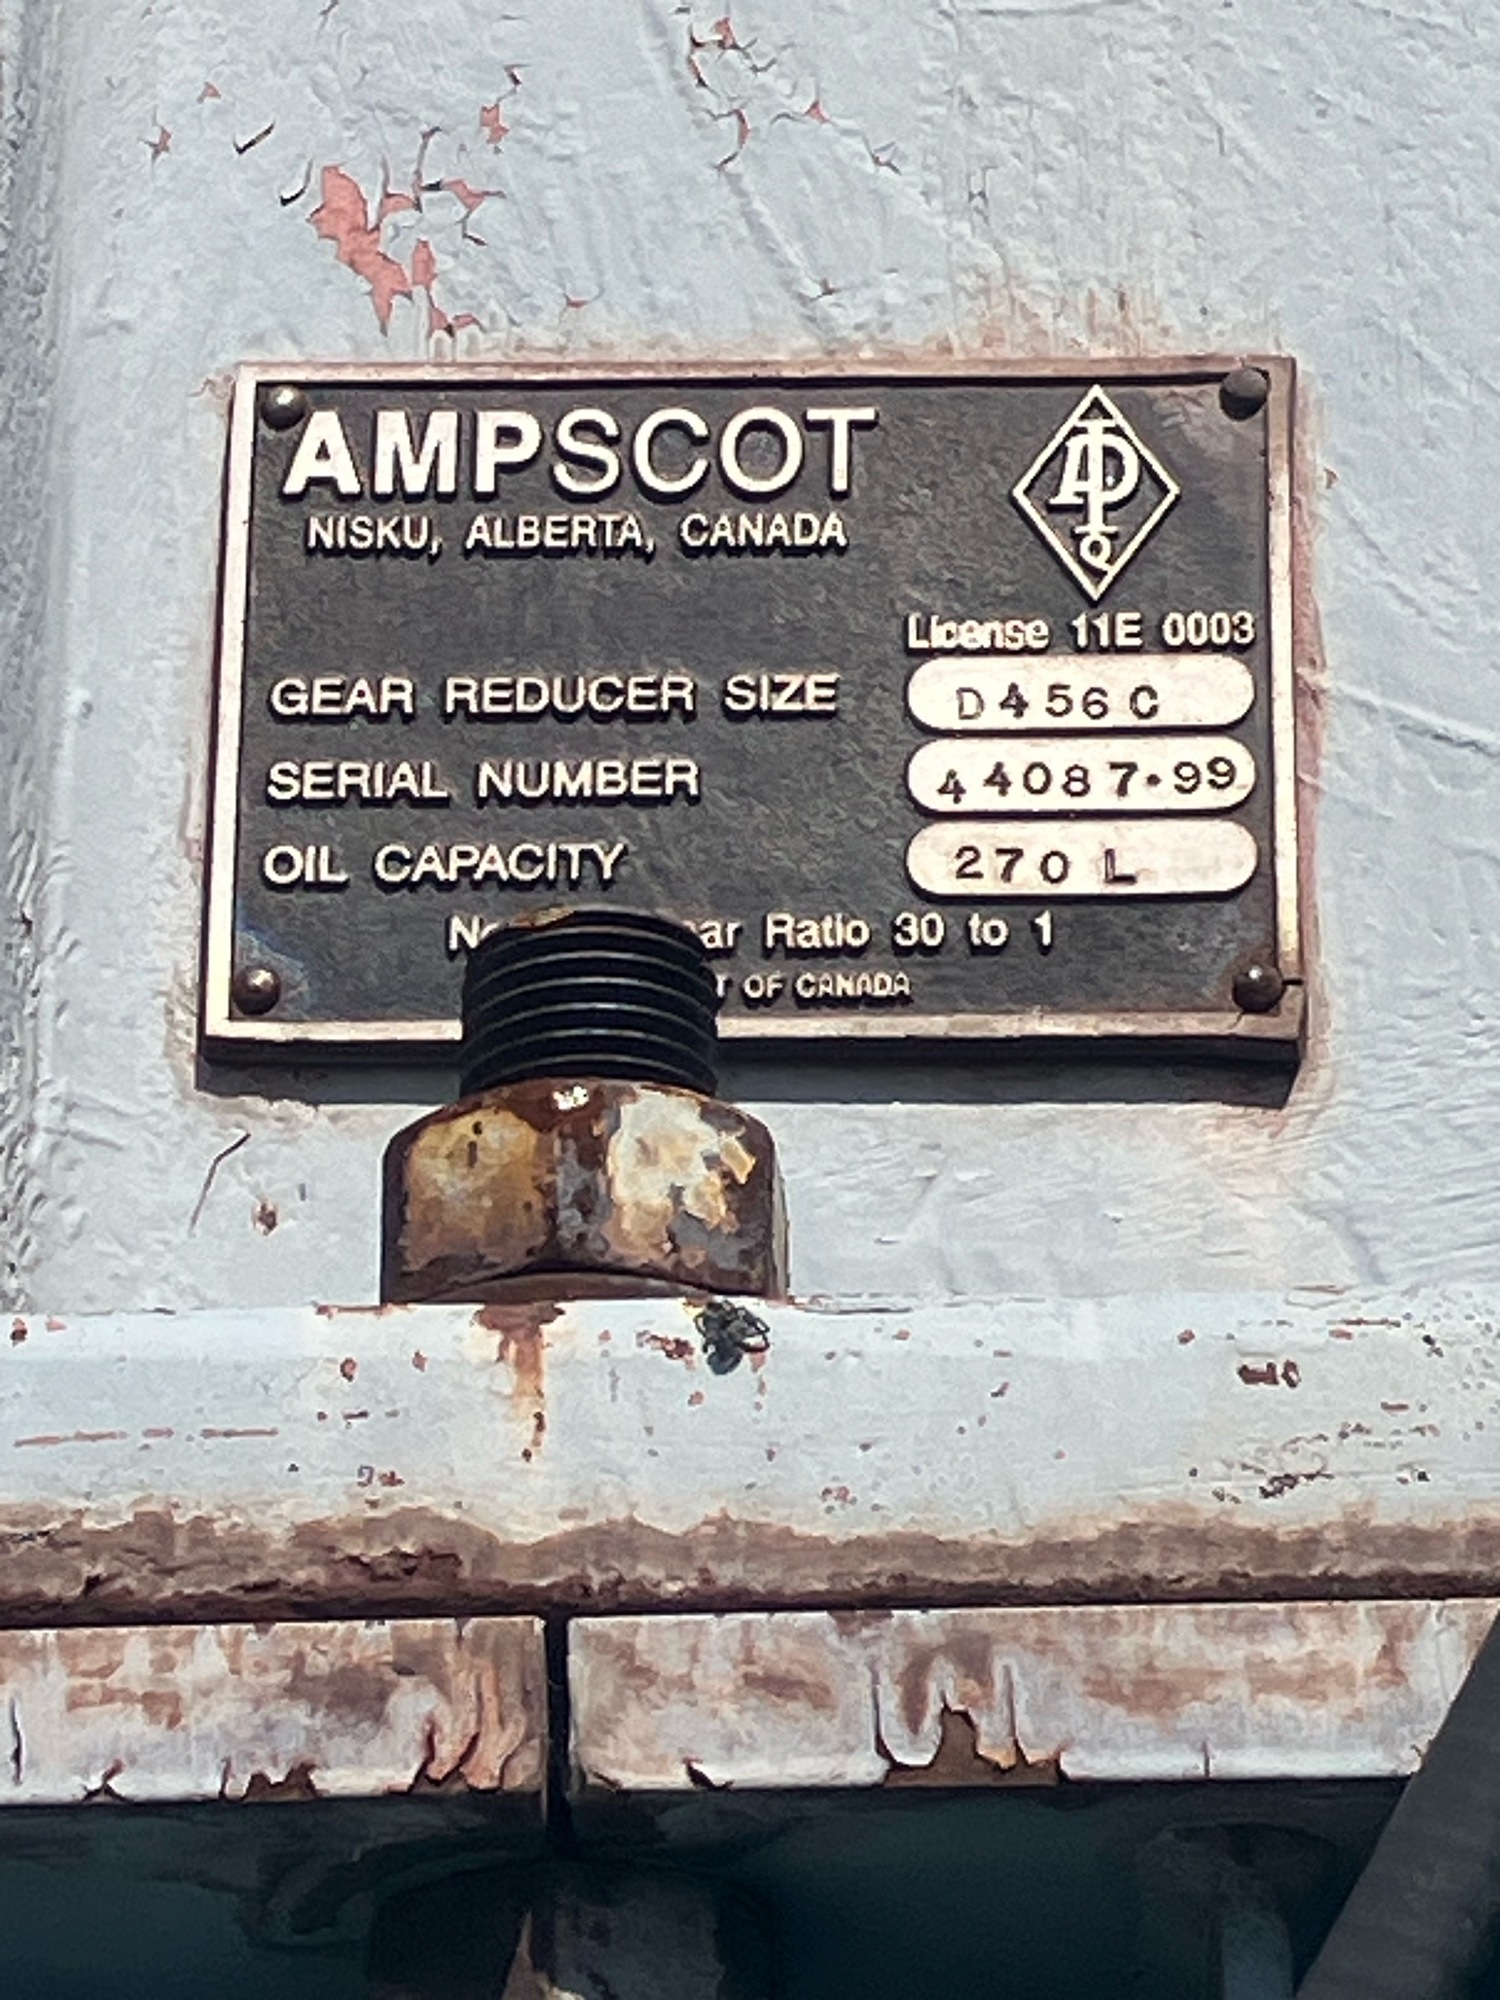 AMPSCOT
NISKU, ALBERTA, CANADA
API
Q
License 11E 0003
GEAR REDUCER SIZE D456C
SERIAL NUMBER 44087•99
OIL CAPACITY 270 L
Ratio 30 to 1
OF CANADA